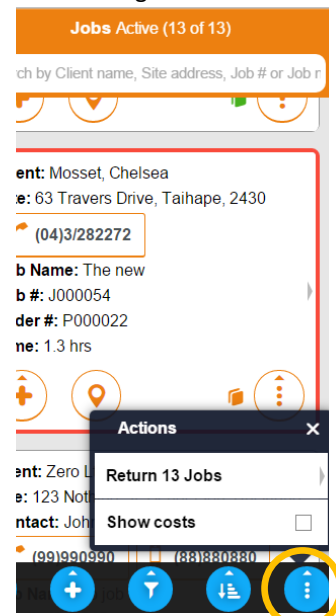 Jobs Active (13 of 13)
rch by Client name, Site address, Job # or Job n
ent: Mosset, Chelsea
e: 63 Travers Drive, Taihape, 2430
(04)3/282272
b Name: The new
b #: J000054
der #: P000022
me: 1.3 hrs
Actions X
ent: Zero L
Return 13 Jobs
e: 123 Noth
ntact: Joh
Show costs
(99)990990 (88)880880